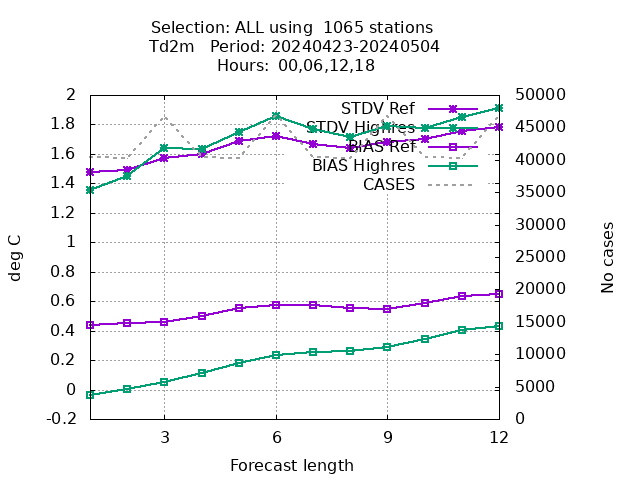 Selection: ALL using  1065 stations
Td2m   Period: 20240423-20240504
Hours:  00,06,12,18
2
1.8
1.6
1.4
1.2
1
0.8
0.6
0.4
0.2
0
-0.2
deg C
STDV Ref
STDV Highres
BIAS Ref
BIAS Highres
CASES
50000
45000
40000
35000
30000
25000
20000
15000
10000
5000
0
No cases
3
6
9
12
Forecast length